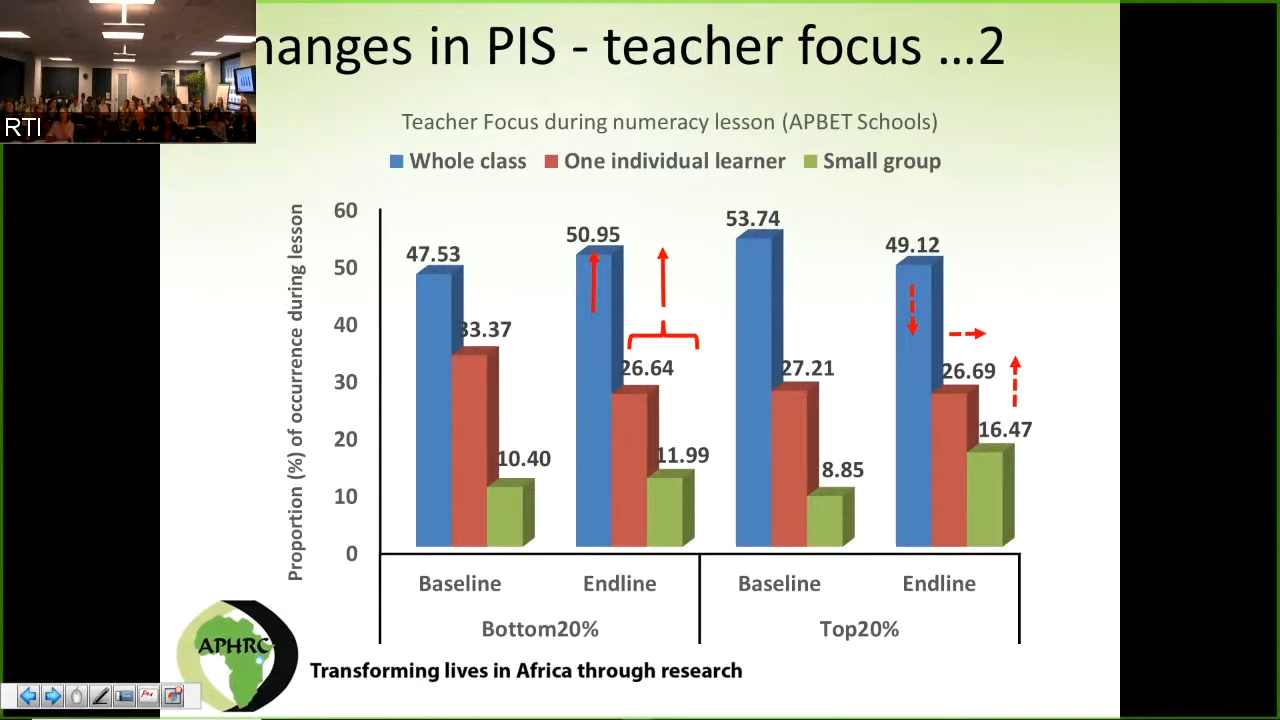 hanges in PIS - teacher focus ...2
RTI
Teacher Focus during numeracy lesson (APBET Schools)
Whole class One individual learner Small group
Proportion (%) of occurrence during lesson
60
50
40
30
20
10
0
47.53
33.37
10.40
50.95
26.64
11.99
53.74
27.21
8.85
49.12
26.69
16.47
Baseline Endline Baseline Endline
Bottom20% Top20%
APHRC
Transforming lives in Africa through research
Pen